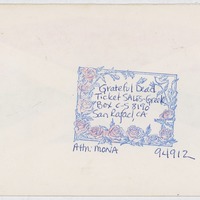 Grateful Dead
Ticket SALES-Greek
Box C-S 8190
San Rafael, CA
94912
Attn: MONA